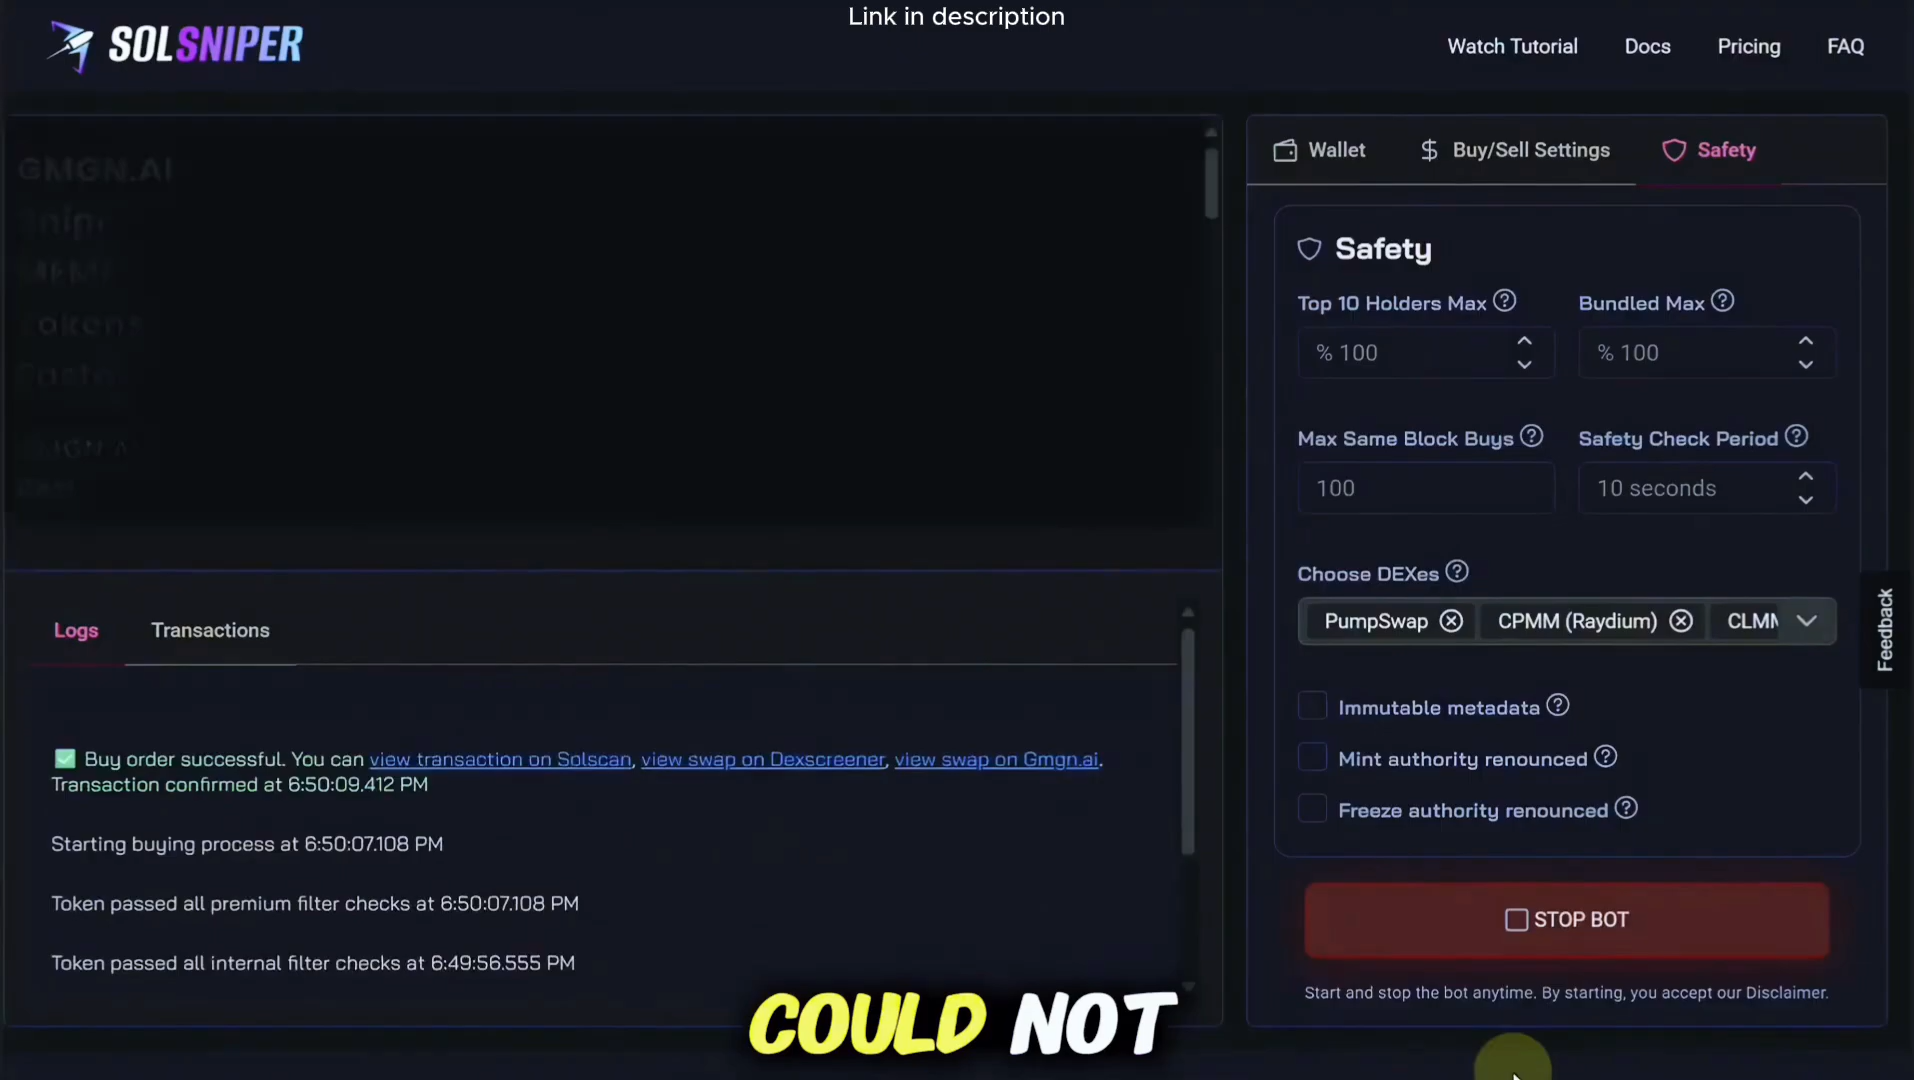 Link in description
SOLSNIPER
Watch Tutorial
Docs
Pricing
FAQ
GMGN.AI
Wallet
Buy/Sell Settings
Safety
Safety
Top 10 Holders Max
Bundled Max
% 100
% 100
Max Same Block Buys
Safety Check Period
100
10 seconds
Choose DEXes
PumpSwap
CPMM (Raydium)
Immutable metadata
Mint authority renounced
Freeze authority renounced
STOP BOT
Start and stop the bot anytime. By starting, you accept our Disclaimer.
Feedback
Logs
Transactions
Buy order successful. You can view transaction on Solscan, view swap on Dexscreener, view swap on Gmgn.ai.
Transaction confirmed at 6:50:09.412 PM
Starting buying process at 6:50:07.108 PM
Token passed all premium filter checks at 6:50:07.108 PM
Token passed all internal filter checks at 6:49:56.555 PM
COULD NOT